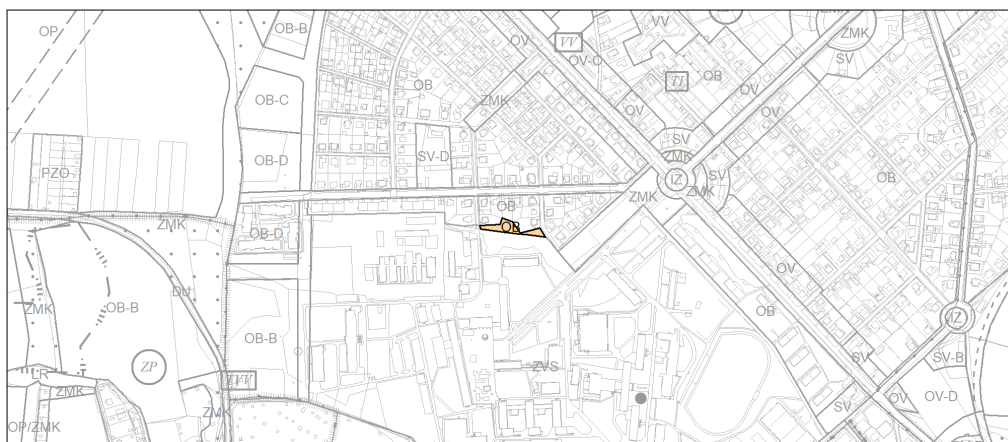 OP
OB-B
OV
VV
VV
ZMK
SV
OV-C
OB
TI
OB
OV
OB-C
ZMK
OV
OV
SV
OB-D
SV-D
ZMK
SV
PZO
IZ
ZMK
OB
ZMK
OB
ZMK
OB
OB-D
OV
DU
ZMK
OB-B
OB
IZ
OB-B
SV
SV-B
ZP
ZVS
LR
TVV
ZMK
OV
OV-D
ZMK
SV
OP/ZMK